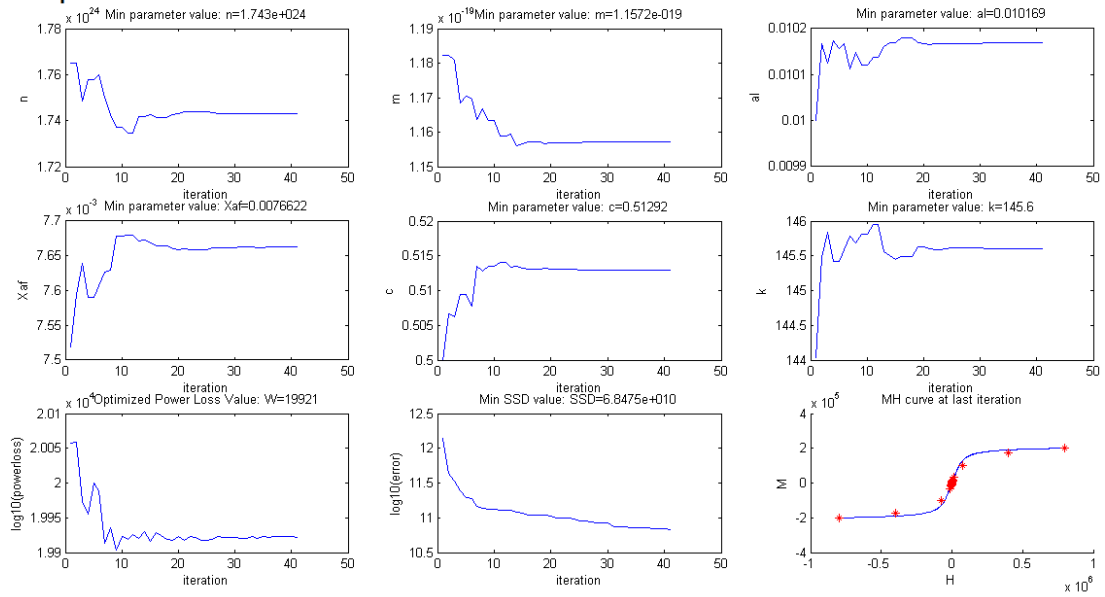 x 10^24
Min parameter value: n=1.743e+024
1.78
1.76
1.74
1.72
n
0 10 20 30 40 50
iteration
x 10^-19
Min parameter value: m=1.1572e-019
1.19
1.18
1.17
1.16
1.15
m
0 10 20 30 40 50
iteration
Min parameter value: al=0.010169
0.0102
0.0101
0.01
0.0099
al
0 10 20 30 40 50
iteration
x 10^-3
Min parameter value: Xaf=0.0076622
7.7
7.65
7.6
7.55
7.5
Xaf
0 10 20 30 40 50
iteration
Min parameter value: c=0.51292
0.52
0.515
0.51
0.505
0.5
c
0 10 20 30 40 50
iteration
Min parameter value: k=145.6
146
145.5
145
144.5
144
k
0 10 20 30 40 50
iteration
x 10^4
Optimized Power Loss Value: W=19921
2.01
2.005
2
1.995
1.99
log10(powerloss)
0 10 20 30 40 50
iteration
Min SSD value: SSD=6.8475e+010
12.5
12
11.5
11
10.5
log10(error)
0 10 20 30 40 50
iteration
x 10^5
MH curve at last iteration
4
2
0
-2
-4
M
-1 -0.5 0 0.5 1
H
x 10^6